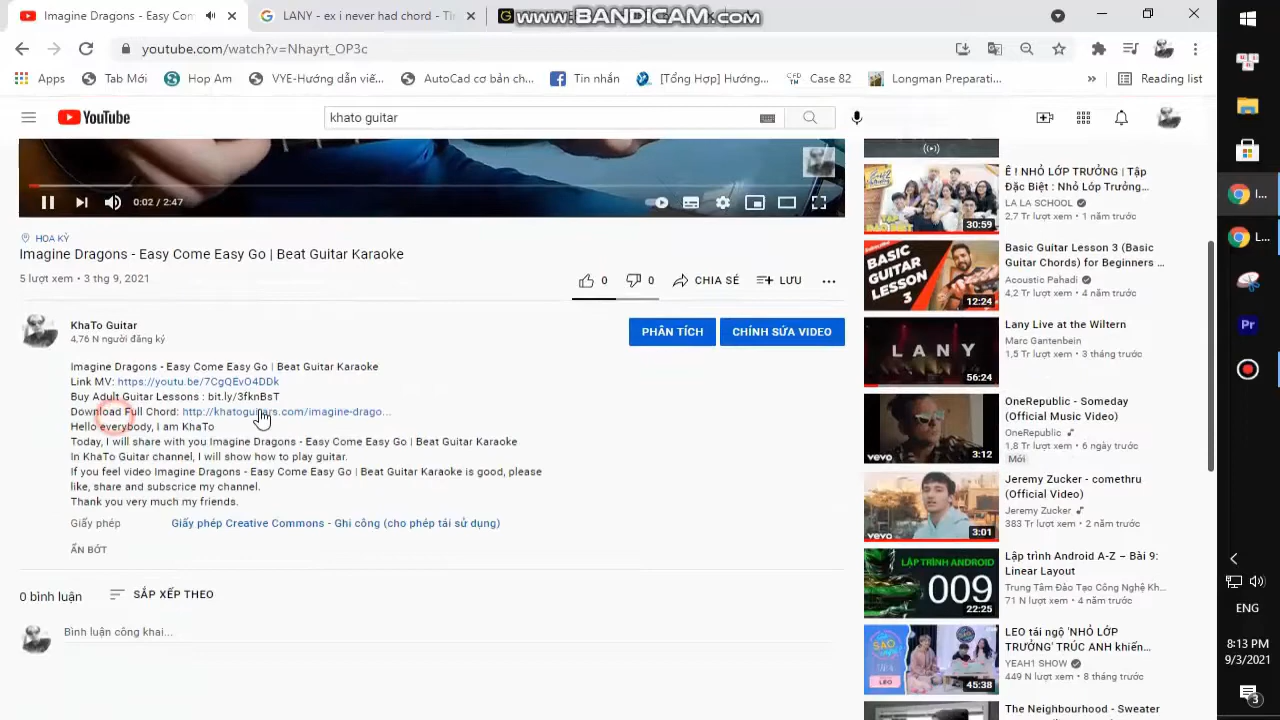 Imagine Dragons - Easy Com
LANY - ex i never had chord - T
www.BANDICAM.com
youtube.com/watch?v=Nhayrt_OP3c
Apps
Tab Mới
Hop Am
VYE-Hướng dẫn viế...
AutoCad cơ bản ch...
Tin nhắn
[Tổng Hợp] Hướng...
Case 82
Longman Preparati...
»
Reading list
YouTube
khato guitar
0:02 / 2:47
HOA KỲ
Imagine Dragons - Easy Come Easy Go | Beat Guitar Karaoke
5 lượt xem • 3 thg 9, 2021
0
0
CHIA SẺ
LƯU
KhaTo Guitar
4,76 N người đăng ký
PHÂN TÍCH
CHỈNH SỬA VIDEO
Imagine Dragons - Easy Come Easy Go | Beat Guitar Karaoke
Link MV: https://youtu.be/7CgQEvO4DDk
Buy Adult Guitar Lessons : bit.ly/3fknBsT
Download Full Chord: http://khatoguitars.com/imagine-drago...
Hello everybody, i am KhaTo
Today, I will share with you Imagine Dragons - Easy Come Easy Go | Beat Guitar Karaoke
In KhaTo Guitar channel, I will show how to play guitar.
If you feel video Imagine Dragons - Easy Come Easy Go | Beat Guitar Karaoke is good, please
like, share and subscrice my channel.
Thank you very much my friends.
Giấy phép
Giấy phép Creative Commons - Ghi công (cho phép tái sử dụng)
ẨN BỚT
0 bình luận
SẮP XẾP THEO
Bình luận công khai...
30:59
Ê ! NHỎ LỚP TRƯỞNG | Tập
Đặc Biệt : Nhỏ Lớp Trưởng...
LA LA SCHOOL
2,7 Tr lượt xem • 1 năm trước
BASIC
GUITAR
LESSON
3
12:24
Basic Guitar Lesson 3 (Basic
Guitar Chords) for Beginners ...
Acoustic Pahadi
4,2 Tr lượt xem • 4 năm trước
LANY
56:24
Lany Live at the Wiltern
Marc Gantenbein
1,5 Tr lượt xem • 3 tháng trước
vevo
3:12
OneRepublic - Someday
(Official Music Video)
OneRepublic
1,8 Tr lượt xem • 6 ngày trước
Mới
vevo
3:01
Jeremy Zucker - comethru
(Official Video)
Jeremy Zucker
383 Tr lượt xem • 2 năm trước
LẬP TRÌNH ANDROID
009
22:25
Lập trình Android A-Z – Bài 9:
Linear Layout
Trung Tâm Đào Tạo Công Nghệ Kh...
71 N lượt xem • 4 năm trước
LEO
45:38
LEO tái ngộ 'NHỎ LỚP
TRƯỞNG' TRÚC ANH khiến...
YEAH1 SHOW
449 N lượt xem • 8 tháng trước
The Neighbourhood - Sweater
I...
L...
Pr
ENG
8:13 PM
9/3/2021
3